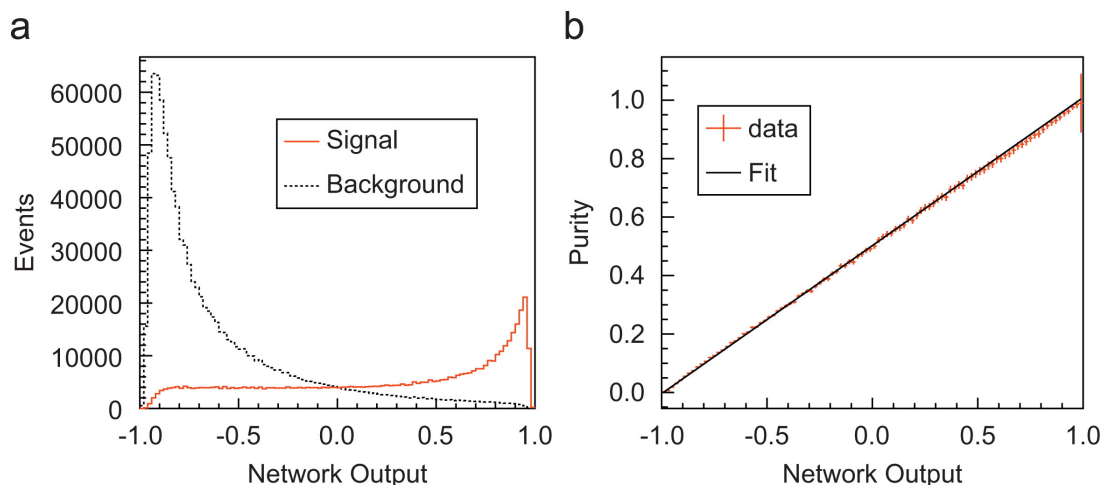 a
60000
50000
40000
30000
20000
10000
0
Events
Signal
Background
-1.0 -0.5 0.0 0.5 1.0
Network Output
b
1.0
0.8
0.6
0.4
0.2
0.0
Purity
data
Fit
-1.0 -0.5 0.0 0.5 1.0
Network Output